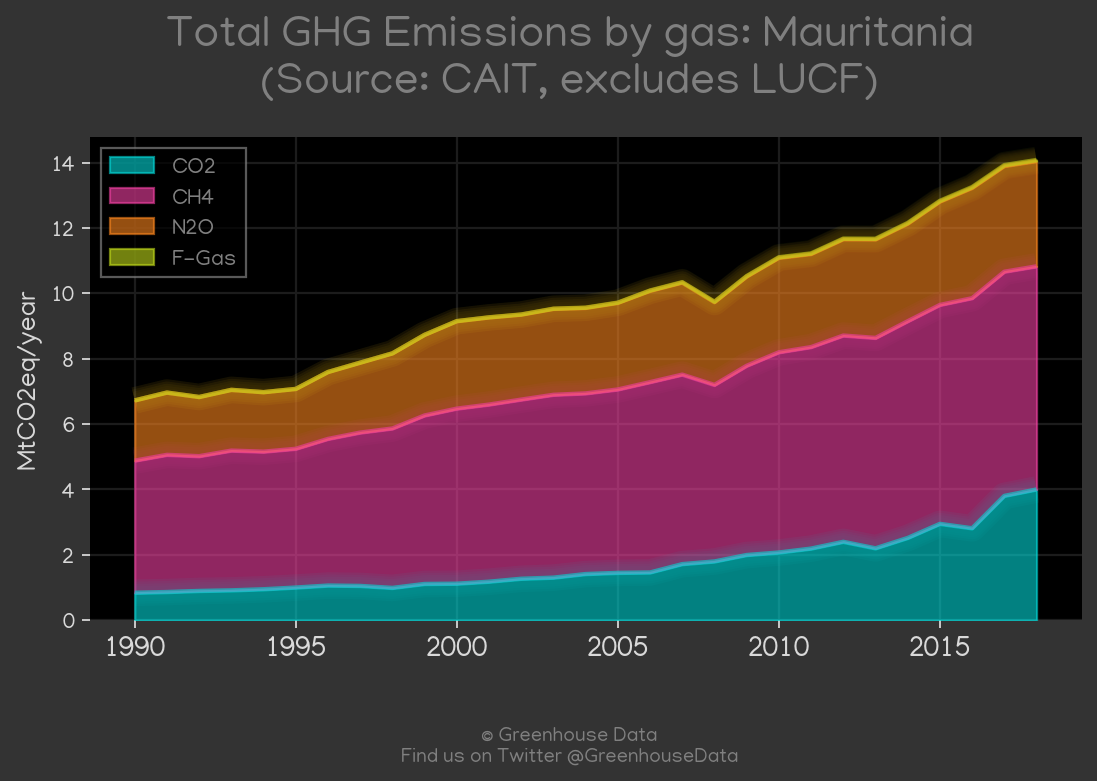 Total GHG Emissions by gas: Mauritania
(Source: CAIT, excludes LUCF)
CO2
CH4
N2O
F-Gas
MtCO2eq/year
14
12
10
8
6
4
2
0
1990 1995 2000 2005 2010 2015
© Greenhouse Data
Find us on Twitter @GreenhouseData